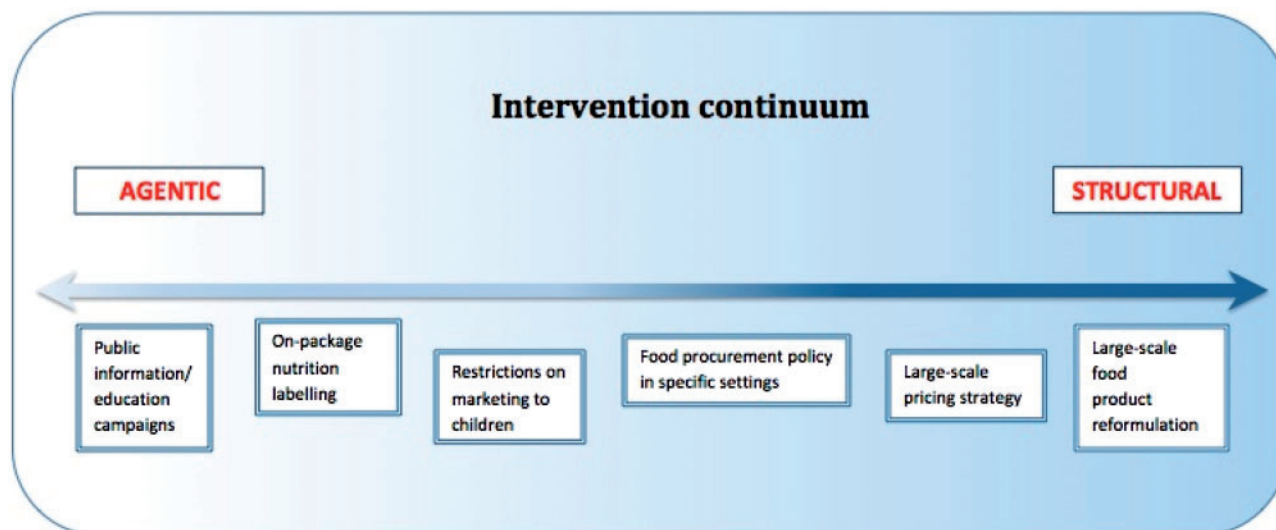 Intervention continuum
AGENTIC
STRUCTURAL
Public
information/
education
campaigns
On-package
nutrition
labelling
Restrictions on
marketing to
children
Food procurement policy
in specific settings
Large-scale
pricing strategy
Large-scale
food
product
reformulation